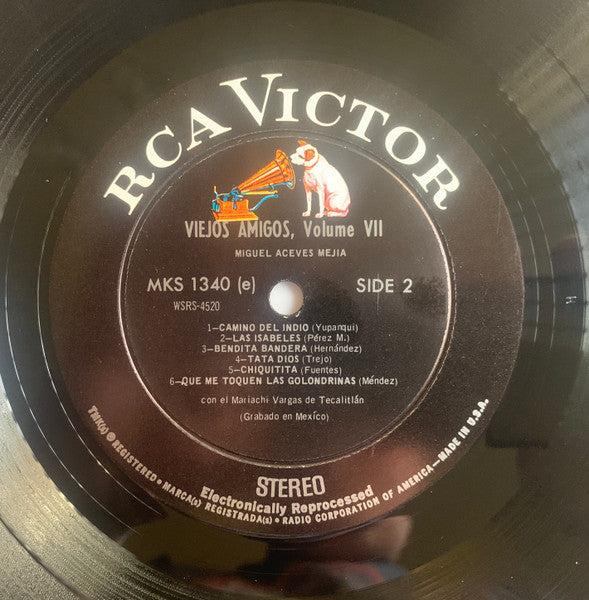 RCA VICTOR
VIEJOS AMIGOS, Volume VII
MIGUEL ACEVES MEJIA
MKS 1340 (e) SIDE 2
WSRS-4520
1—CAMINO DEL INDIO (Yupanqui)
2—LAS ISABELES (Pérez M.)
3—BENDITA BANDERA (Hernández)
4—TATA DIOS (Trejo)
5—CHIQUITITA (Fuentes)
6—QUE ME TOQUEN LAS GOLONDRINAS (Méndez)
con el Mariachi Vargas de Tecalitlán
(Grabado en Mexíco)
STEREO
Electronically Reprocessed
TMK(s) ® REGISTERED • MARCA(s) REGISTRADA(s) • RADIO CORPORATION OF AMERICA—MADE IN U.S.A.